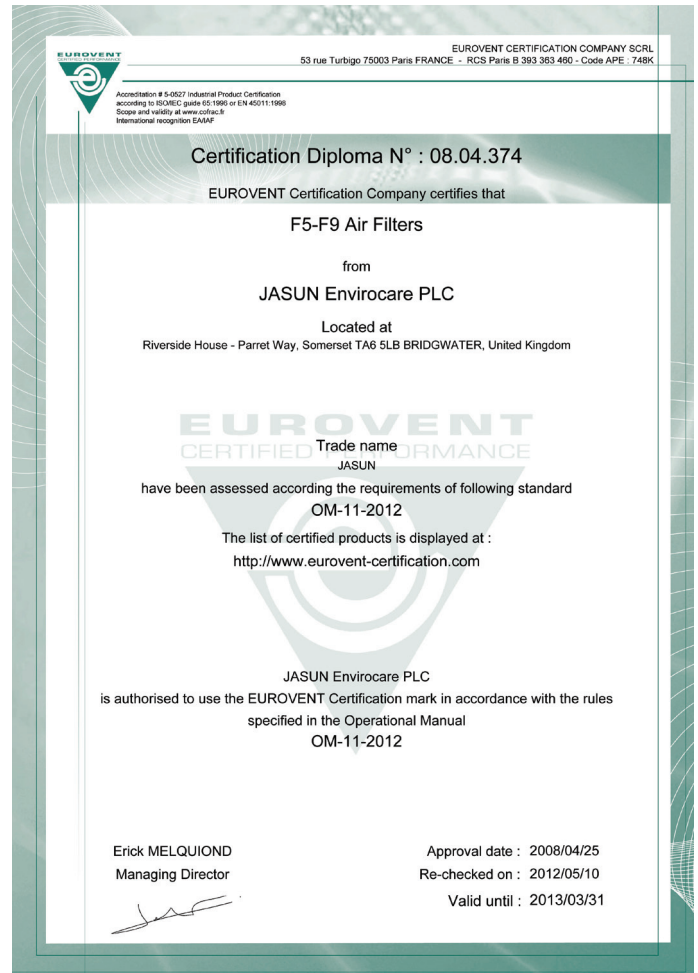 EUROVENT
CERTIFIED PERFORMANCE
EUROVENT CERTIFICATION COMPANY SCRL
53 rue Turbigo 75003 Paris FRANCE - RCS Paris B 393 363 460 - Code APE : 748K
Accreditation # 5-0527 Industrial Product Certification
according to ISO/IEC guide 65:1996 or EN 45011:1998
Scope and validity at www.cofrac.fr
International recognition EA/IAF
Certification Diploma N° : 08.04.374
EUROVENT Certification Company certifies that
F5-F9 Air Filters
from
JASUN Envirocare PLC
Located at
Riverside House - Parret Way, Somerset TA6 5LB BRIDGWATER, United Kingdom
EUROVENT
CERTIFIED PERFORMANCE
Trade name
JASUN
have been assessed according the requirements of following standard
OM-11-2012
The list of certified products is displayed at :
http://www.eurovent-certification.com
JASUN Envirocare PLC
is authorised to use the EUROVENT Certification mark in accordance with the rules
specified in the Operational Manual
OM-11-2012
Erick MELQUIOND
Managing Director
Approval date : 2008/04/25
Re-checked on : 2012/05/10
Valid until : 2013/03/31